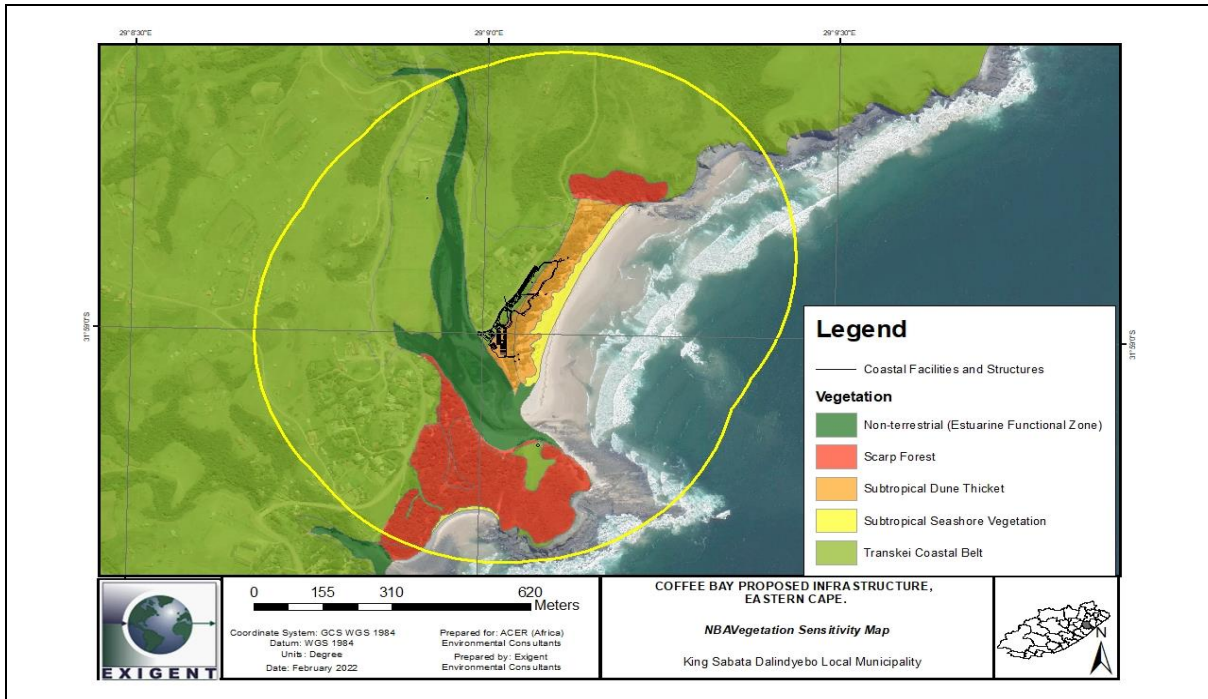 29°8'30"E
29°9'0"E
29°9'30"E
31°59'0"S
31°59'0"S
Legend
Coastal Facilities and Structures
Vegetation
Non-terrestrial (Estuarine Functional Zone)
Scarp Forest
Subtropical Dune Thicket
Subtropical Seashore Vegetation
Transkei Coastal Belt
EXIGENT
0 155 310 620
Meters
Coordinate System: GCS WGS 1984
Datum: WGS 1984
Units: Degree
Date: February 2022
Prepared for: ACER (Africa)
Environmental Consultants
Prepared by: Exigent
Environmental Consultants
COFFEE BAY PROPOSED INFRASTRUCTURE,
EASTERN CAPE.
NBAVegetation Sensitivity Map
King Sabata Dalindyebo Local Municipality
N